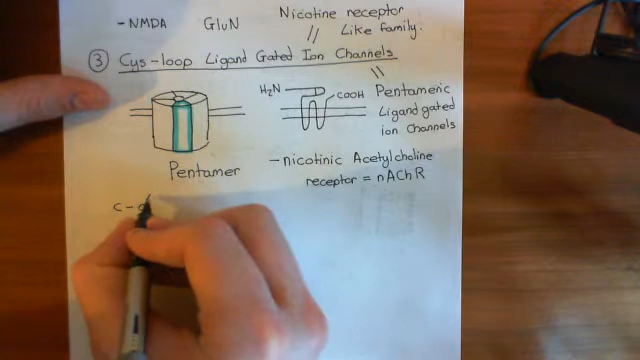 -NMDA GluN Nicotine receptor
Like family.
③ Cys-loop Ligand Gated Ion Channels
H₂N COOH Pentameric
Ligand gated
ion Channels
Pentamer
-nicotinic Acetylcholine
receptor = nAChR
C-